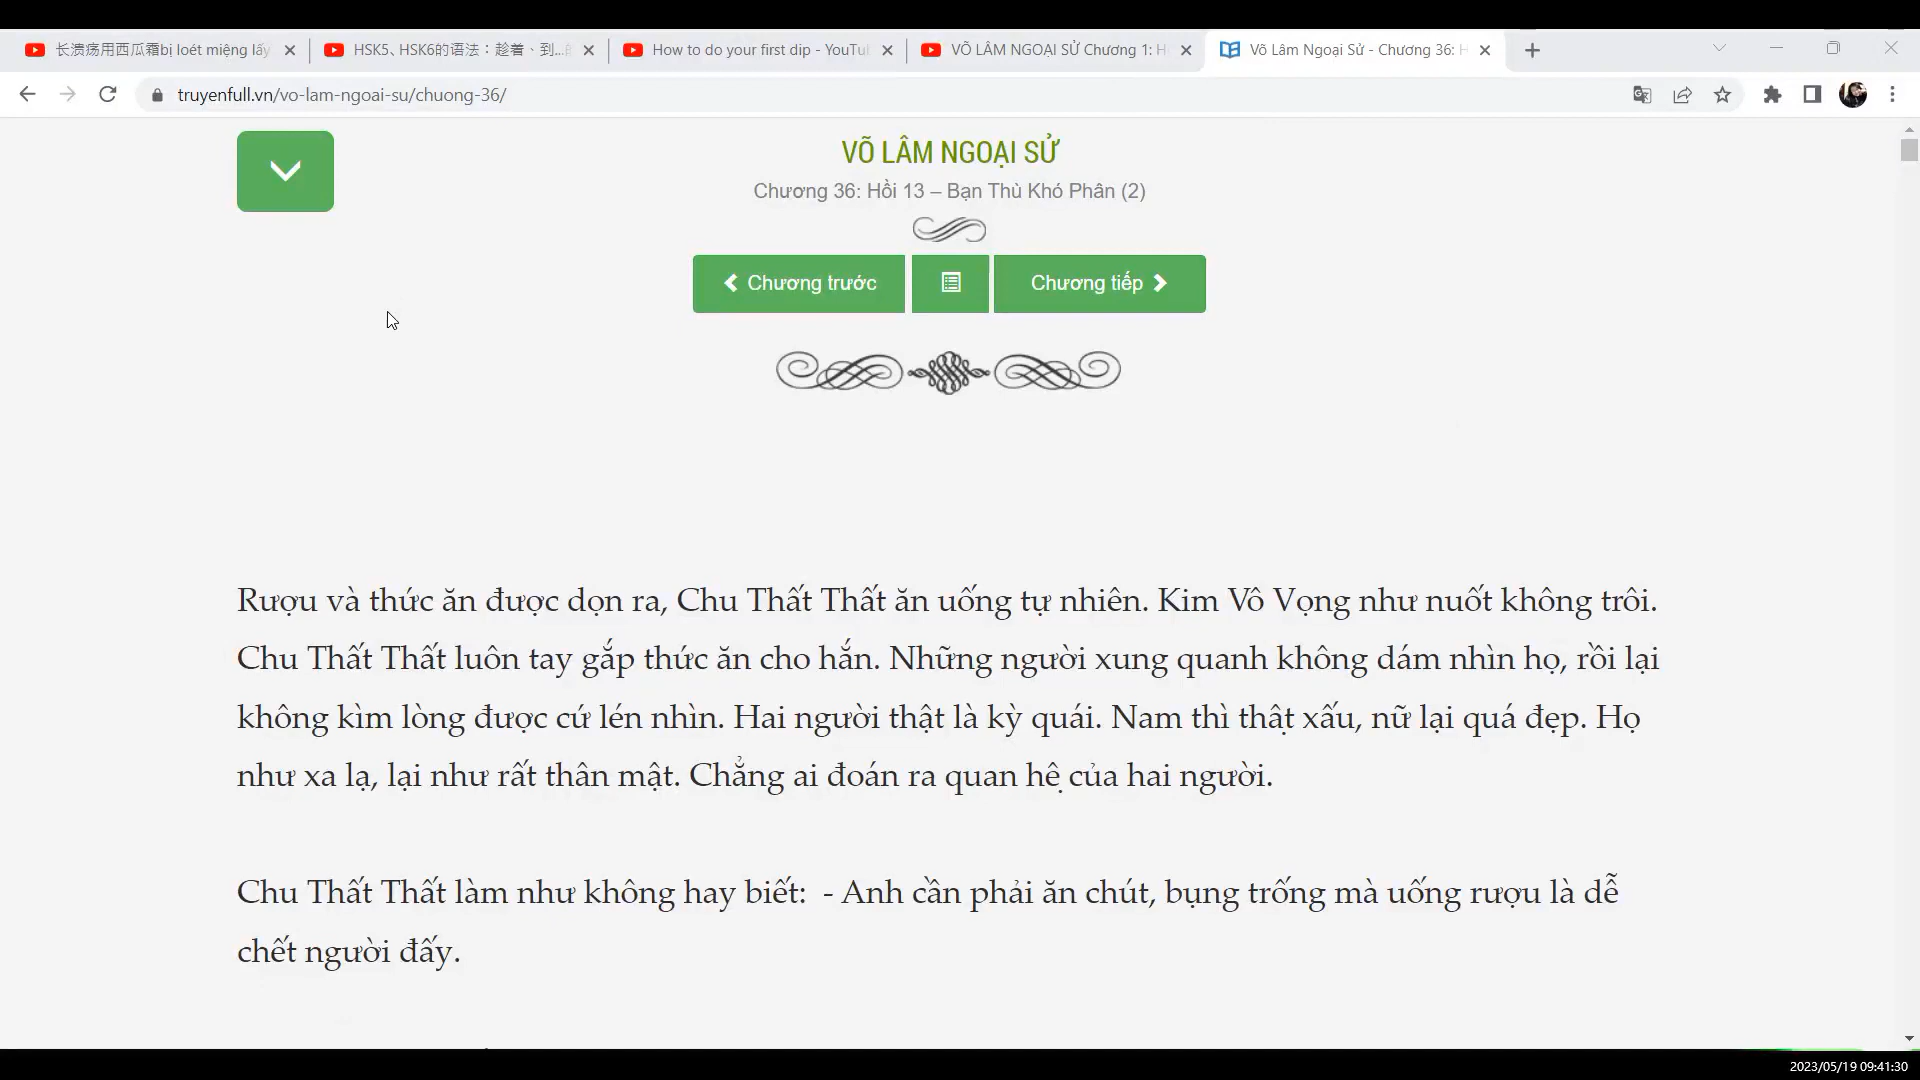 长溃疡用西瓜霜bị loét miệng lấy
HSK5、HSK6的语法：趁着、到...
How to do your first dip - YouTu
VÕ LÂM NGOẠI SỬ Chương 1: H
Võ Lâm Ngoại Sử - Chương 36: H
truyenfull.vn/vo-lam-ngoai-su/chuong-36/
VÕ LÂM NGOẠI SỬ
Chương 36: Hồi 13 – Bạn Thù Khó Phân (2)
Chương trước
Chương tiếp
Rượu và thức ăn được dọn ra, Chu Thất Thất ăn uống tự nhiên. Kim Vô Vọng như nuốt không trôi.
Chu Thất Thất luôn tay gắp thức ăn cho hắn. Những người xung quanh không dám nhìn họ, rồi lại
không kìm lòng được cứ lén nhìn. Hai người thật là kỳ quái. Nam thì thật xấu, nữ lại quá đẹp. Họ
như xa lạ, lại như rất thân mật. Chẳng ai đoán ra quan hệ của hai người.
Chu Thất Thất làm như không hay biết:  - Anh cần phải ăn chút, bụng trống mà uống rượu là dễ
chết người đấy.
2023/05/19 09:41:30